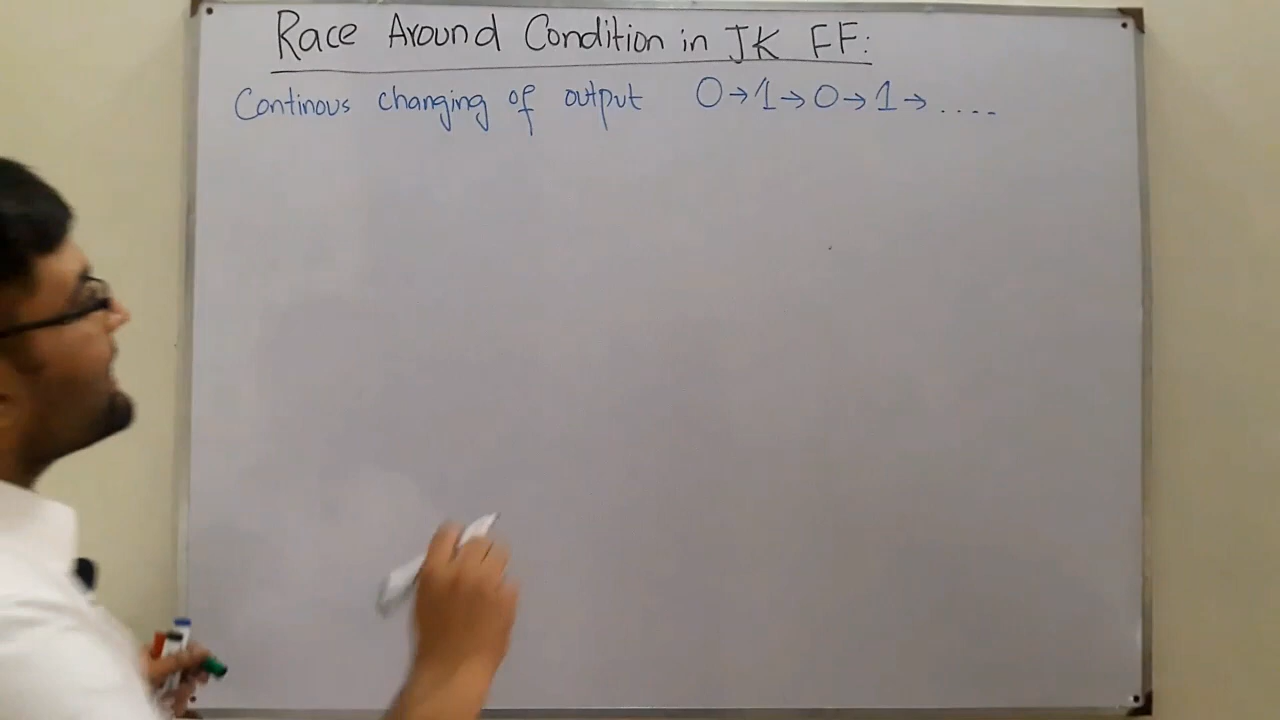 Race Around Condition in JK FF:
Continous changing of output 0→1→0→1→....